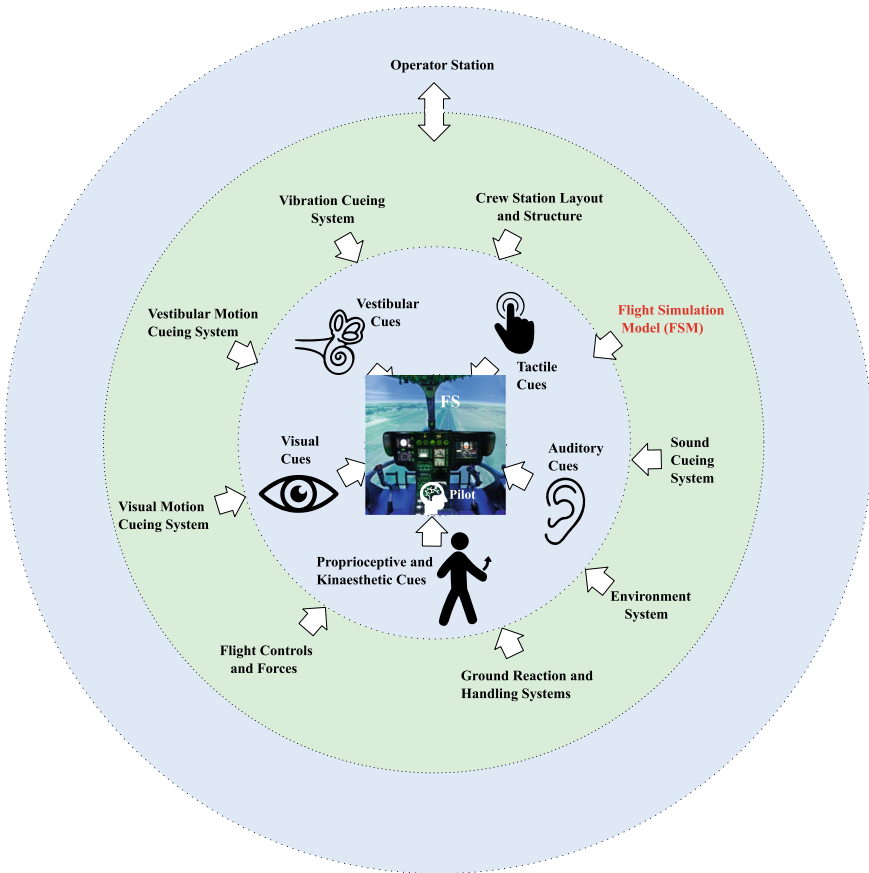 Operator Station
Vibration Cueing
System
Crew Station Layout
and Structure
Vestibular Motion
Cueing System
Vestibular
Cues
Flight Simulation
Model (FSM)
Tactile
Cues
FS
Visual
Cues
Auditory
Cues
Sound
Cueing
System
Pilot
Visual Motion
Cueing System
Proprioceptive and
Kinaesthetic Cues
Environment
System
Flight Controls
and Forces
Ground Reaction and
Handling Systems